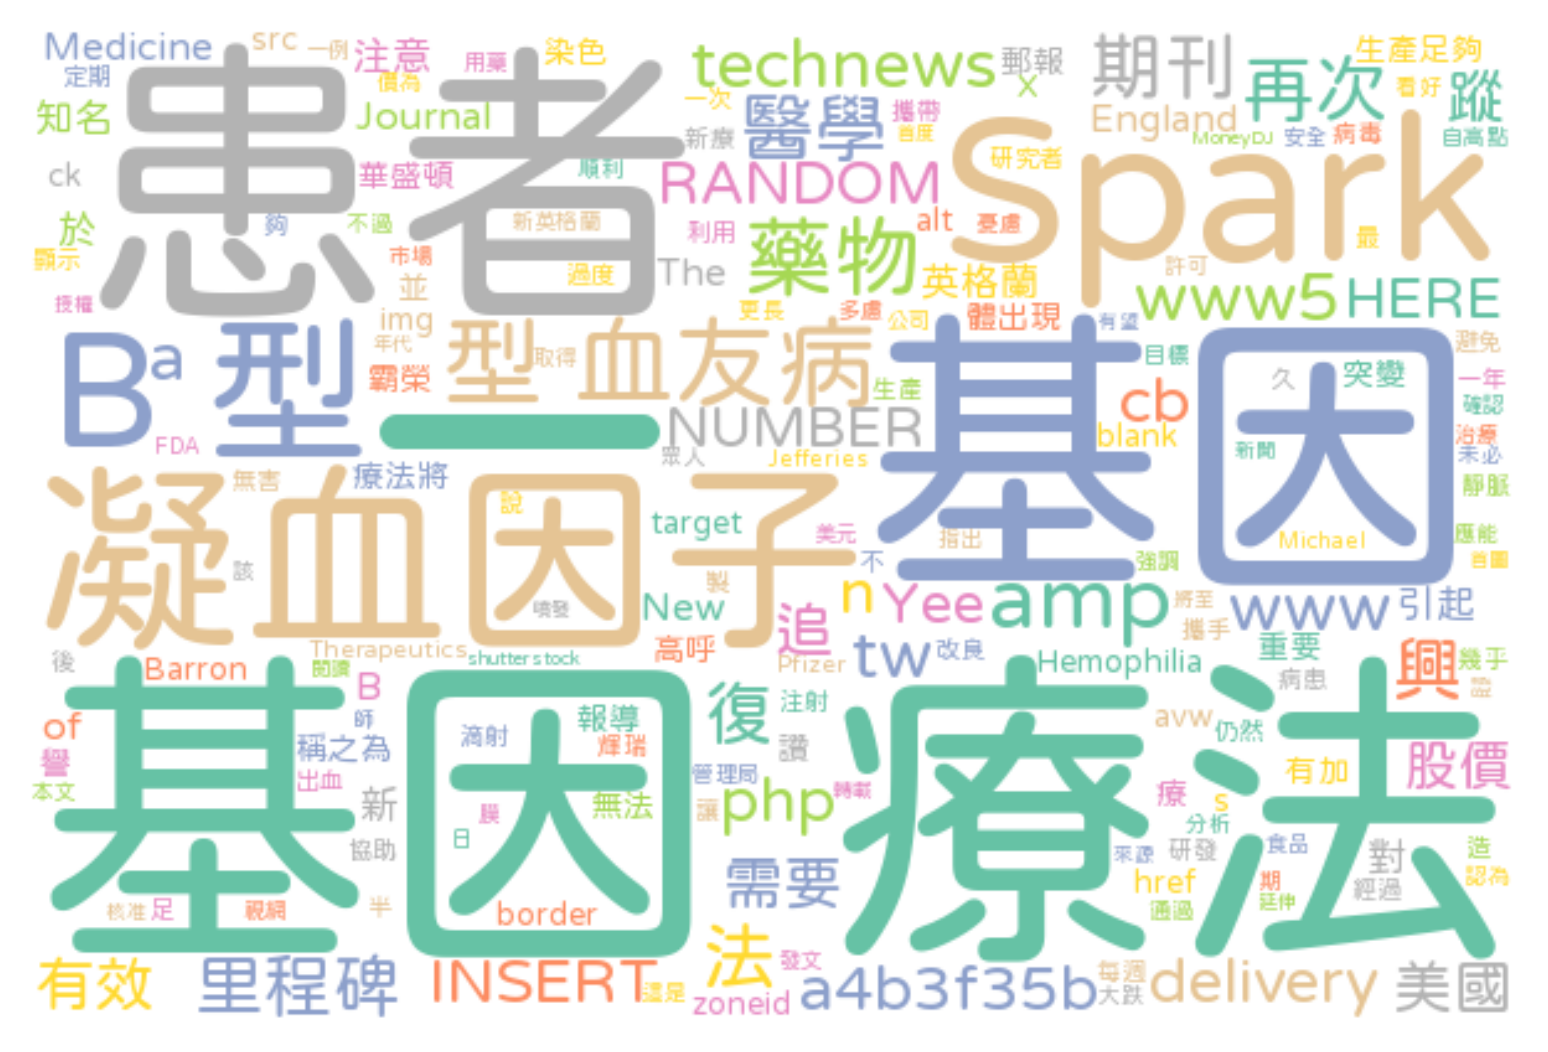 Medicine
src
一例
注意
用藥
染色
technews
郵報
期刊
再次
生產足夠
定期
價為
患者
知名
Journal
一次
醫學
攜帶
X
England
看好
蹤
新療
首度
Spark
研究者
MoneyDJ
安全
病毒
自高點
ck
華盛頓
順利
RANDOM
於
夠
不過
新英格蘭
利用
藥物
alt
憂慮
最
顯示
市場
過度
The
英格蘭
許可
授權
並
更長
多慮
公司
體出現
有望
www5
HERE
img
年代
B
a
型
霸榮
型
取得
血友病
生產
基因
目標
避免
久
突變
一年
cb
確認
一
NUMBER
blank
新聞
治療
未必
FDA
眾人
Jefferies
凝血因子
無害
療法將
說
靜脈
target
美元
指出
Michael
應能
該
不
強調
首圖
製
噴發
New
追
n
Yee
amp
將至
www
引起
攜手
後
Therapeutics
shutterstock
高呼
Pfizer
tw
改良
Hemophilia
重要
興
幾乎
Barron
閱讀
B
復
注射
病患
證
基因
療法
of
師
滴射
報導
讚
avw
仍然
譽
稱之為
輝瑞
管理局
有加
股價
本文
出血
新
膜
無法
讓
php
轉載
療
s
日
分析
協助
來源
研發
食品
對
造
需要
href
期
經過
認為
核准
足
視網
半
border
通過
延伸
有效
里程碑
INSERT
這是
法
發文
zoneid
a4b3f35b
每週
大跌
delivery
美國